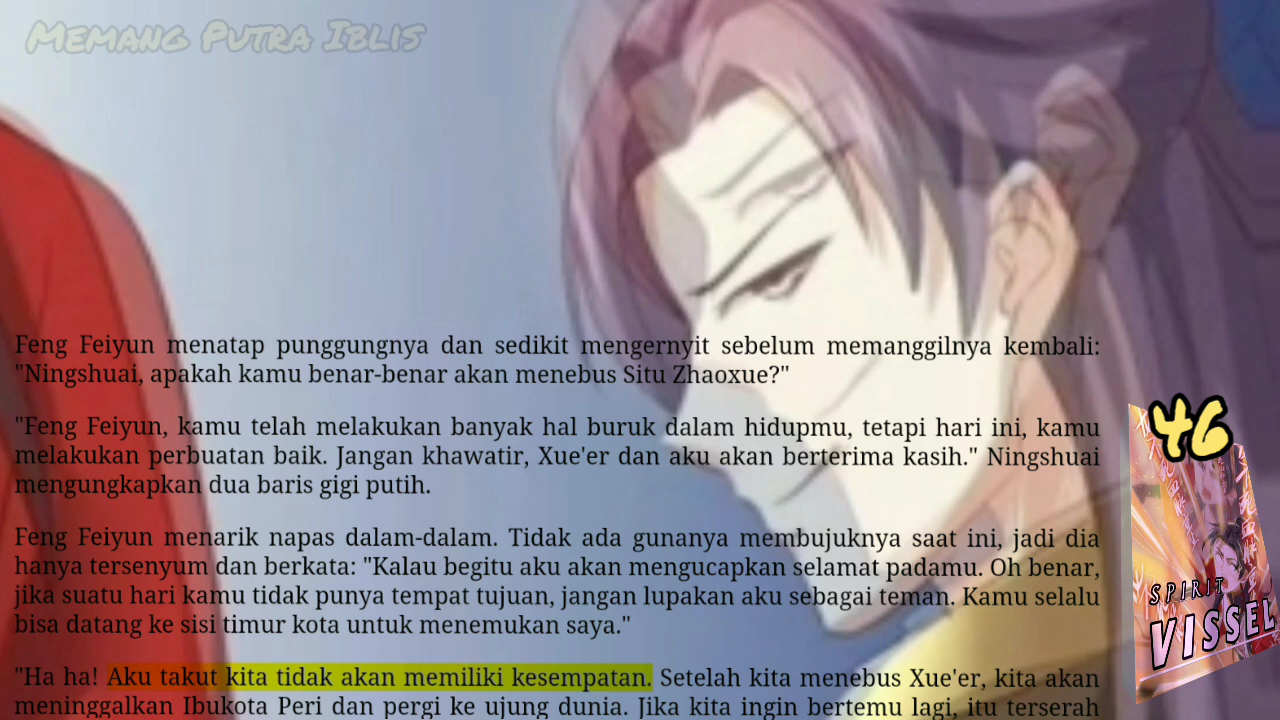 Memang Putra Iblis
Feng Feiyun menatap punggungnya dan sedikit mengernyit sebelum memanggilnya kembali:
"Ningshuai, apakah kamu benar-benar akan menebus Situ Zhaoxue?"
"Feng Feiyun, kamu telah melakukan banyak hal buruk dalam hidupmu, tetapi hari ini, kamu
melakukan perbuatan baik. Jangan khawatir, Xue'er dan aku akan berterima kasih." Ningshuai
mengungkapkan dua baris gigi putih.
Feng Feiyun menarik napas dalam-dalam. Tidak ada gunanya membujuknya saat ini, jadi dia
hanya tersenyum dan berkata: "Kalau begitu aku akan mengucapkan selamat padamu. Oh benar,
jika suatu hari kamu tidak punya tempat tujuan, jangan lupakan aku sebagai teman. Kamu selalu
bisa datang ke sisi timur kota untuk menemukan saya."
"Ha ha! Aku takut kita tidak akan memiliki kesempatan. Setelah kita menebus Xue'er, kita akan
meninggalkan Ibukota Peri dan pergi ke ujung dunia. Jika kita ingin bertemu lagi, itu terserah
46
SPIRIT
VISSEL